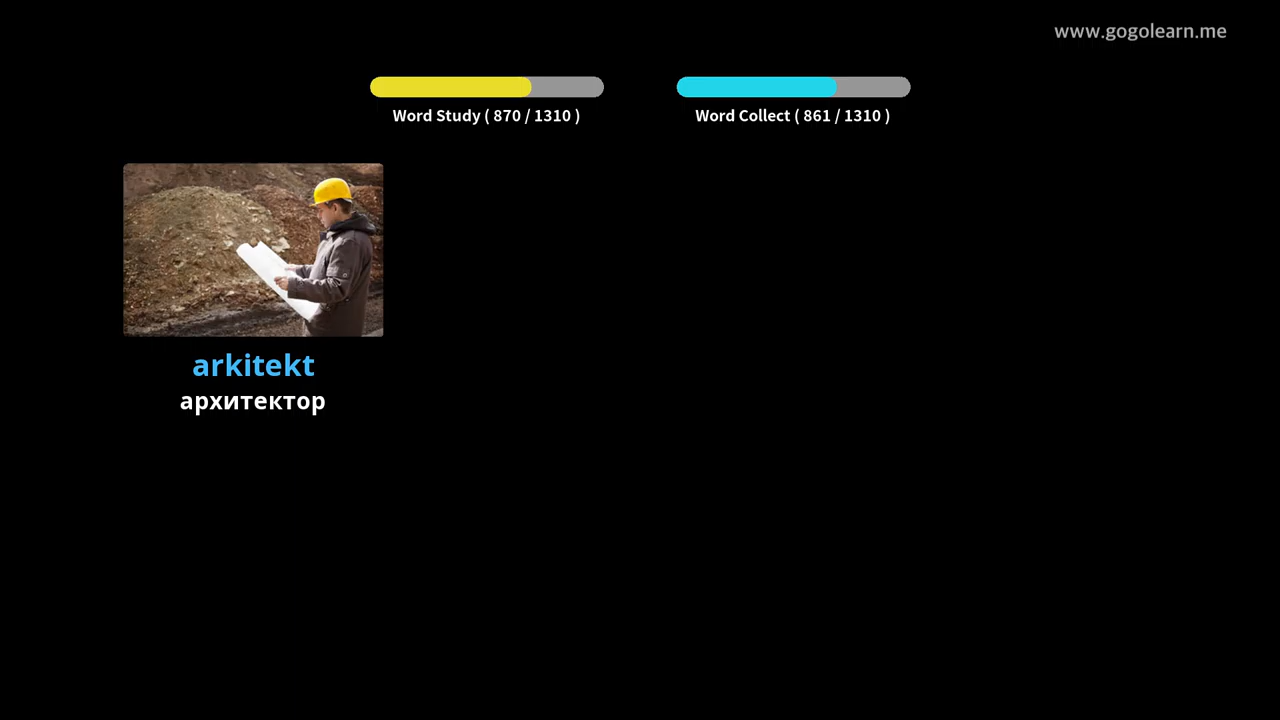 www.gogolearn.me
Word Study ( 870 / 1310 )
Word Collect ( 861 / 1310 )
arkitekt
архитектор